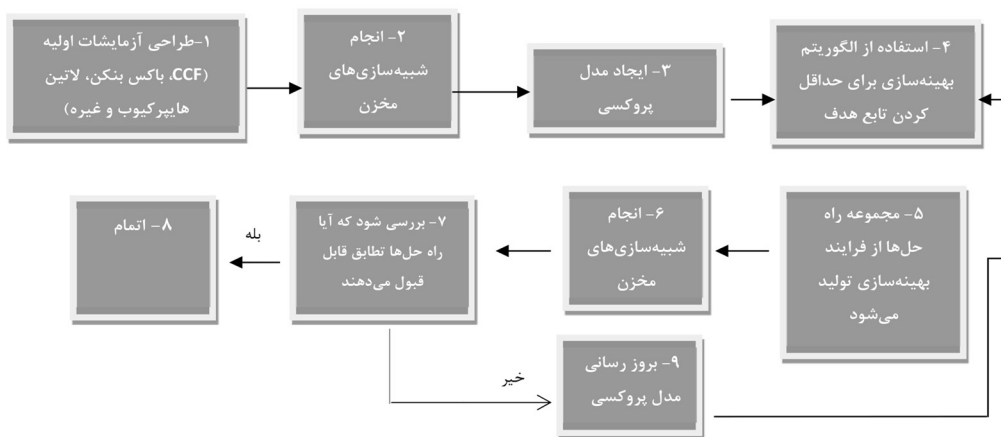 ۱-طراحی آزمایشات اولیه
(CCF، باکس بنکن، لاتین
هایپرکیوب و غیره)
۲- انجام
شبیه‌سازی‌های
مخزن
۳- ایجاد مدل
پروکسی
۴- استفاده از الگوریتم
بهینه‌سازی برای حداقل
کردن تابع هدف
۵- مجموعه راه
حل‌ها از فرایند
بهینه‌سازی تولید
می‌شود
۶- انجام
شبیه‌سازی‌های
مخزن
۷- بررسی شود که آیا
راه حل‌ها تطابق قابل
قبول می‌دهند
بله
۸- اتمام
خیر
۹- بروز رسانی
مدل پروکسی